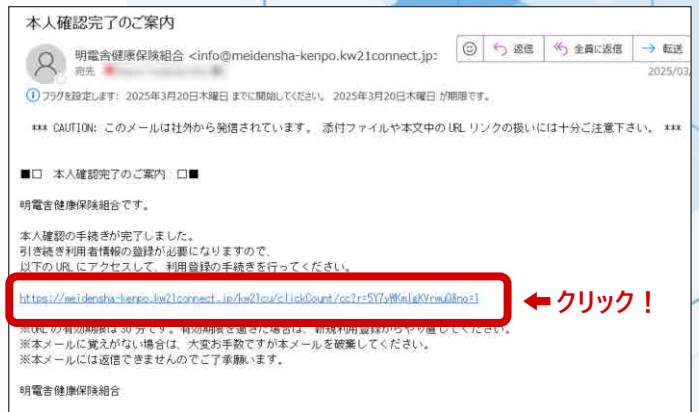 本人確認完了のご案内
明電舎健康保険組合 <info@meidensha-kenpo.kw21connect.jp>
返信
全員に返信
転送
宛先
2025/03/
フラグを設定します: 2025年3月20日木曜日 までに開始してください。 2025年3月20日木曜日 が期限です。
*** CAUTION: このメールは社外から発信されています。 添付ファイルや本文中の URL リンクの扱いには十分ご注意下さい。 ***
■□ 本人確認完了のご案内 □■
明電舎健康保険組合です。
本人確認の手続きが完了しました。
引き続き利用者情報の登録が必要になりますので、
以下の URL にアクセスして、利用登録の手続きを行ってください。
https://meidensha-kenpo.kw21connect.jp/kw21cu/clickCount/cc?r=
クリック！
※URL の有効期限は 30 分です。有効期限を過ぎた場合は、新規利用登録からやり直してください。
※本メールに覚えがない場合は、大変お手数ですが本メールを破棄してください。
※本メールには返信できませんのでご了承願います。
明電舎健康保険組合